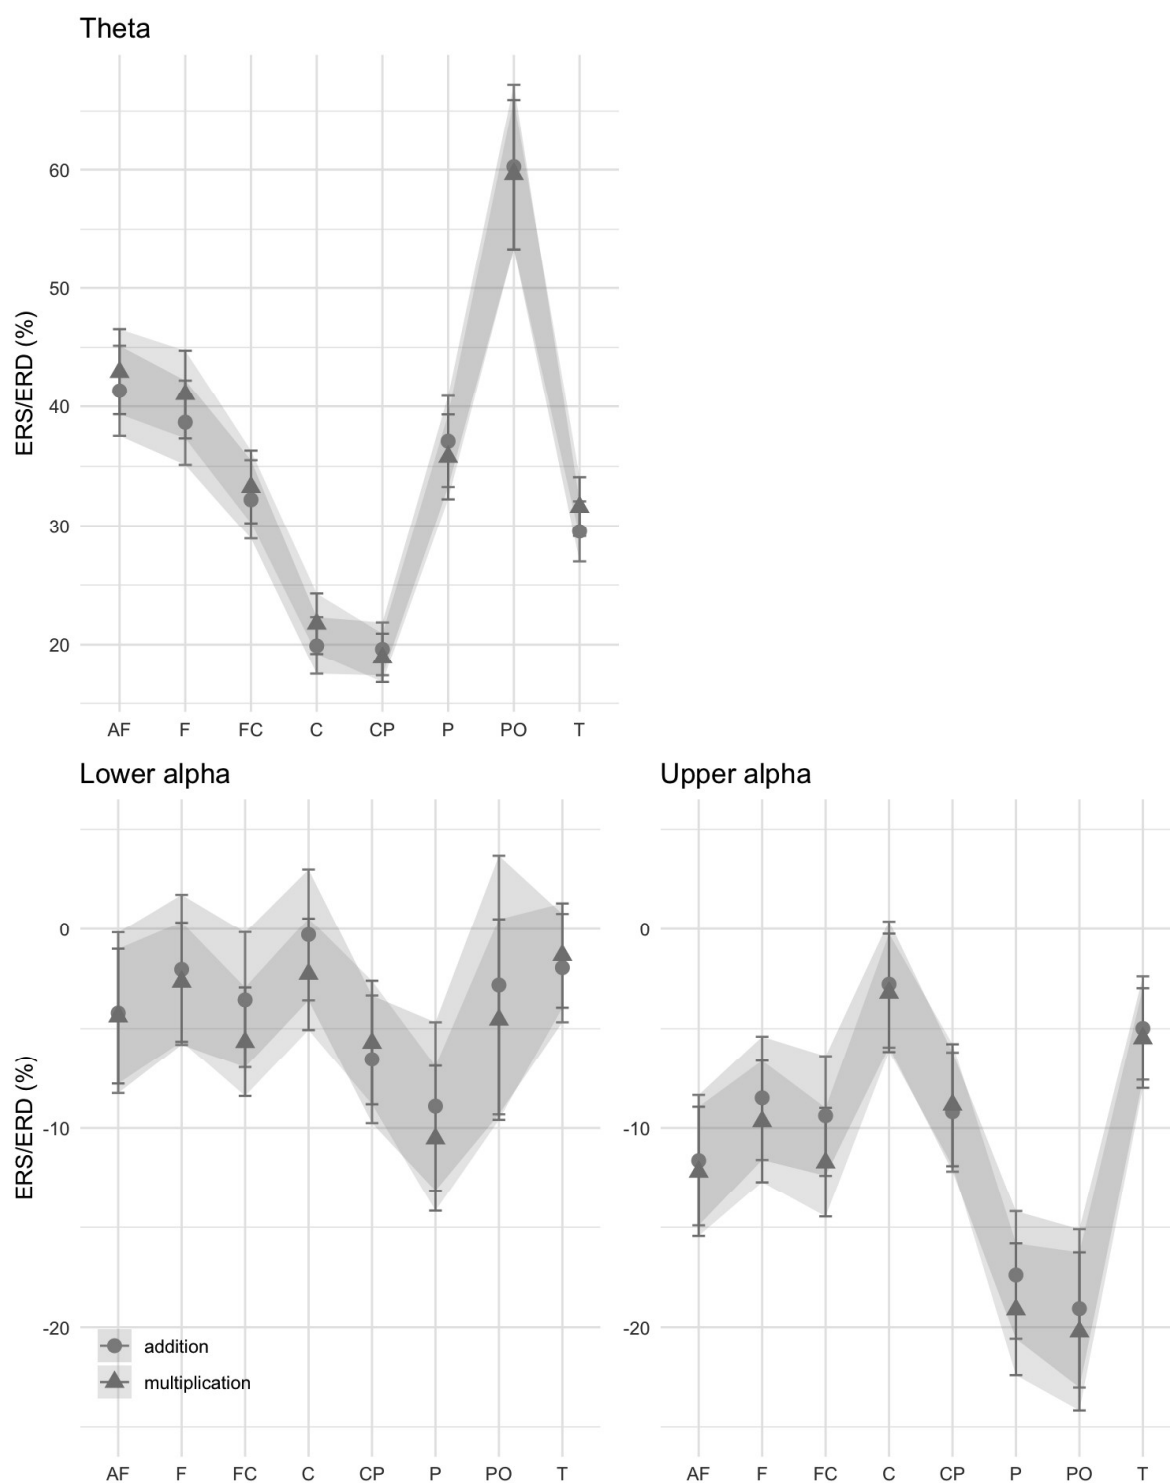 Theta
ERS/ERD (%)
60
50
40
30
20
AF F FC C CP P PO T
Lower alpha
Upper alpha
ERS/ERD (%)
0
-10
-20
0
-10
-20
addition
multiplication
AF F FC C CP P PO T
AF F FC C CP P PO T